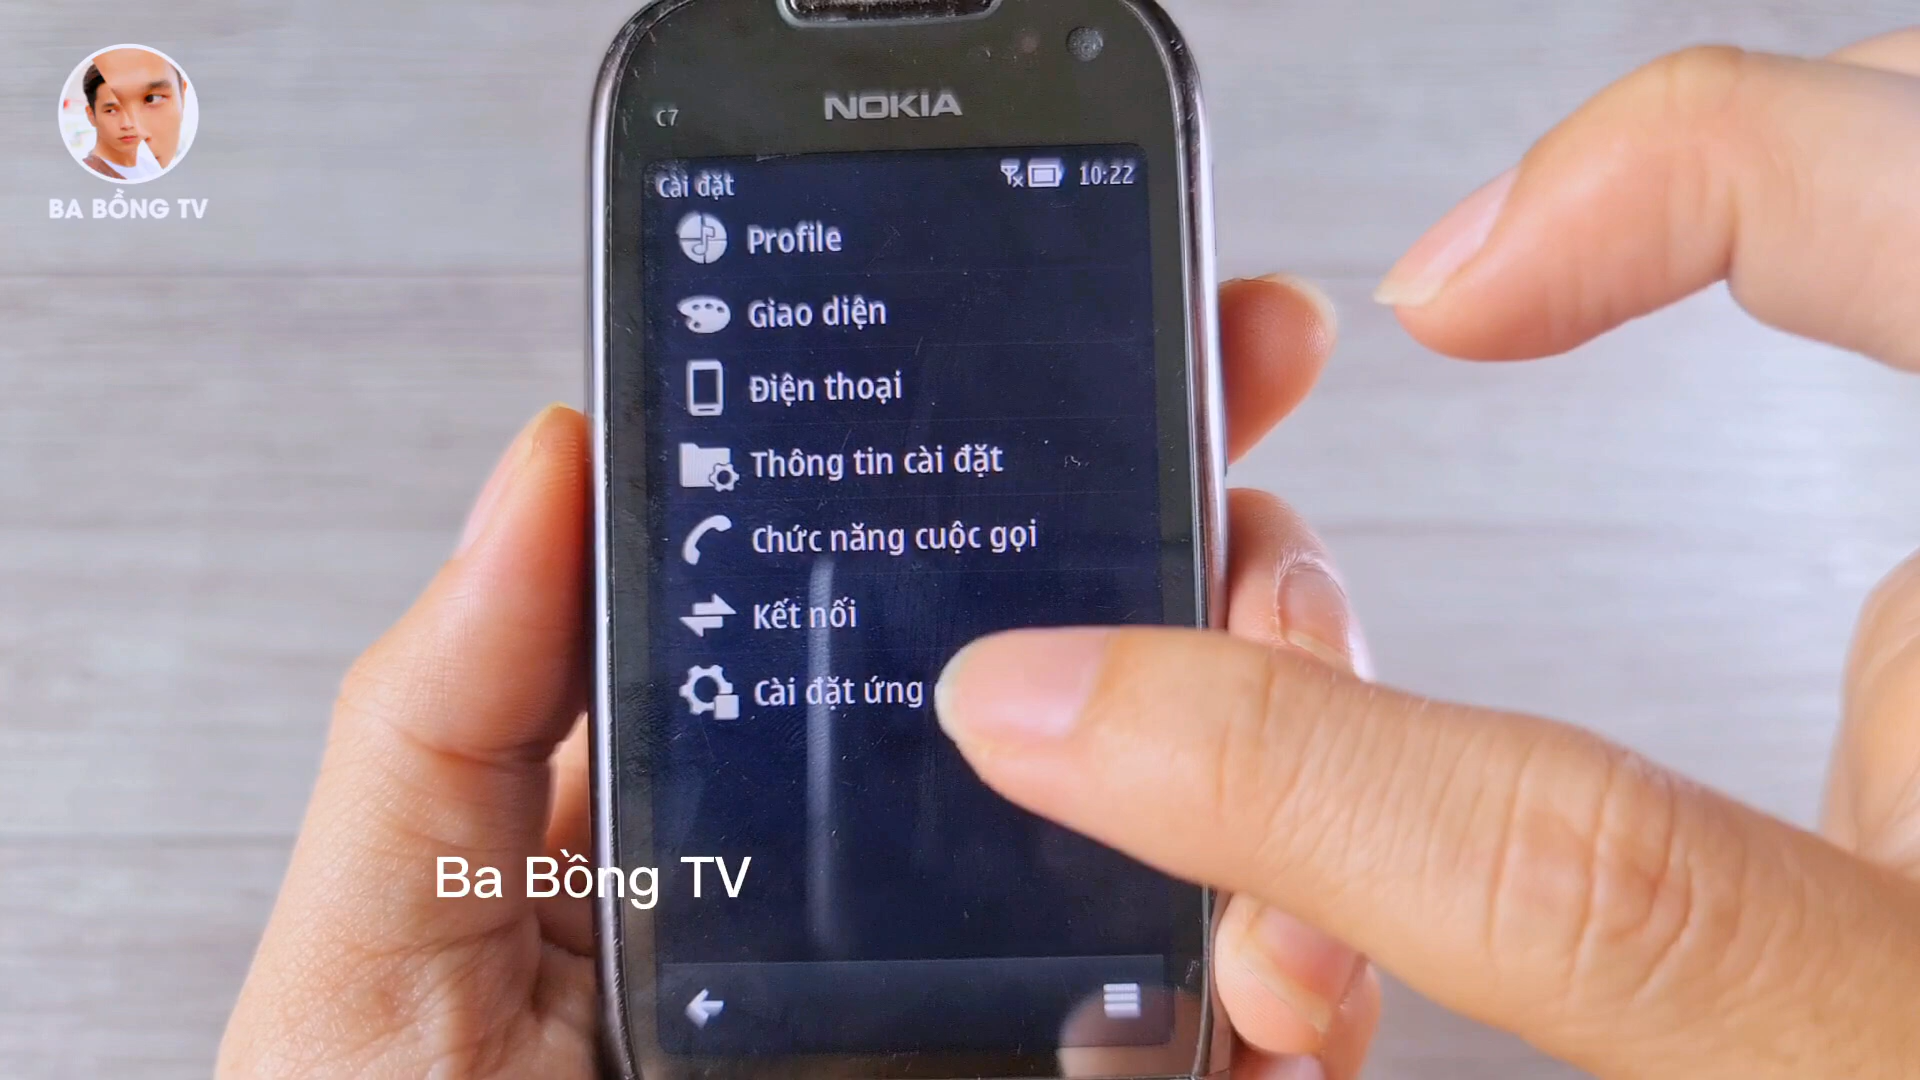 BA BỒNG TV
C7
NOKIA
Cài đặt
10:22
Profile
Giao diện
Điện thoại
Thông tin cài đặt
Chức năng cuộc gọi
Kết nối
Cài đặt ứng
Ba Bồng TV